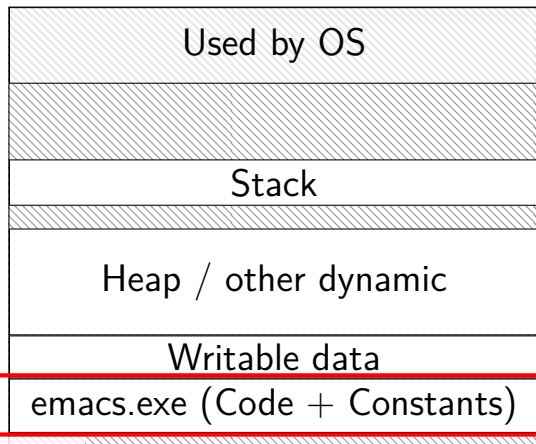 Used by OS
Stack
Heap / other dynamic
Writable data
emacs.exe (Code + Constants)